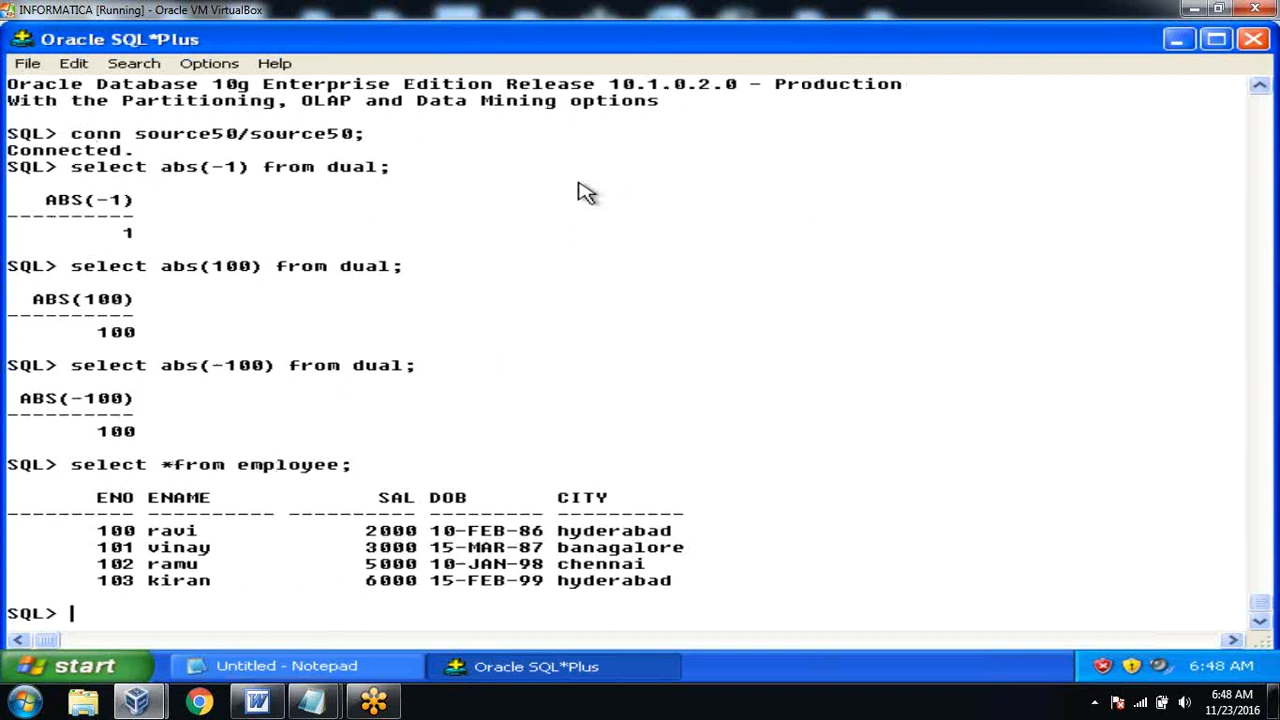 INFORMATICA [Running] - Oracle VM VirtualBox
Oracle SQL*Plus
File Edit Search Options Help
Oracle Database 10g Enterprise Edition Release 10.1.0.2.0 - Production
With the Partitioning, OLAP and Data Mining options
SQL> conn source50/source50;
Connected.
SQL> select abs(-1) from dual;
ABS(-1)
----------
1
SQL> select abs(100) from dual;
ABS(100)
----------
100
SQL> select abs(-100) from dual;
ABS(-100)
----------
100
SQL> select *from employee;
ENO ENAME SAL DOB CITY
---------- ---------- ---------- --------- ----------
100 ravi 2000 10-FEB-86 hyderabad
101 vinay 3000 15-MAR-87 banagalore
102 ramu 5000 10-JAN-98 chennai
103 kiran 6000 15-FEB-99 hyderabad
SQL>
start Untitled - Notepad Oracle SQL*Plus 6:48 AM
6:48 AM
11/23/2016